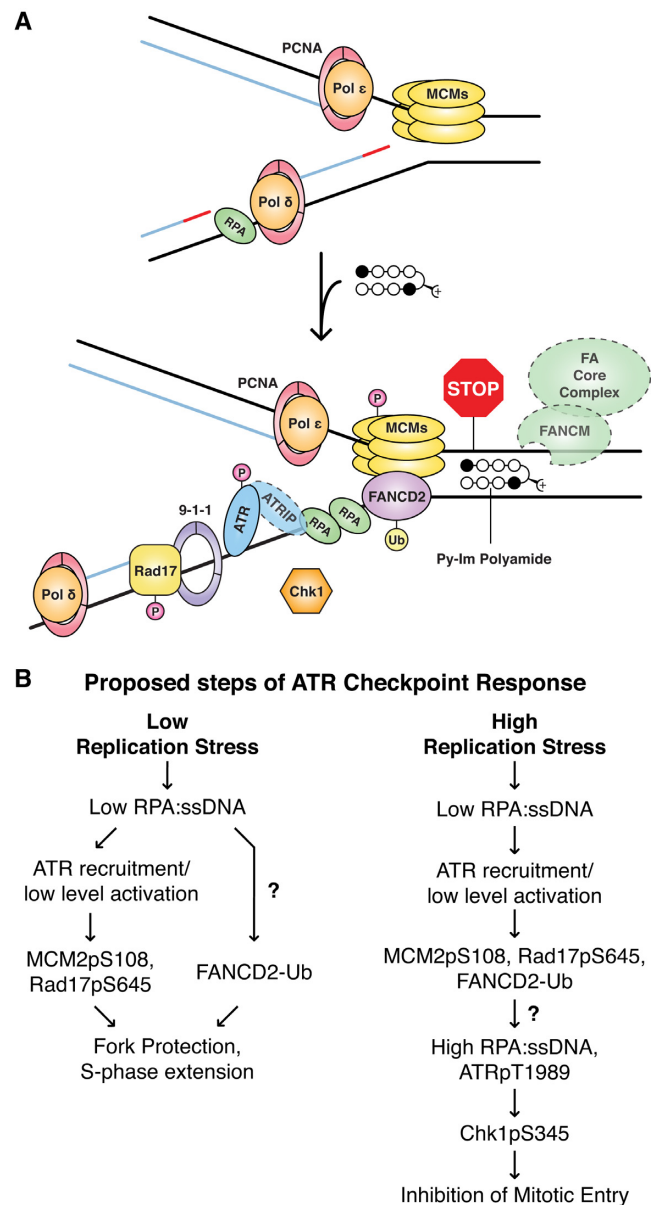 A
PCNA
Pol ε
MCMs
Pol δ
RPA
+
PCNA
Pol ε
P
MCMs
STOP
FA
Core
Complex
FANCM
+
FANCD2
Ub
Py-Im Polyamide
P
ATR
ATRIP
RPA
RPA
9-1-1
Rad17
P
Pol δ
Chk1
B
Proposed steps of ATR Checkpoint Response
Low
Replication Stress
Low RPA:ssDNA
ATR recruitment/
low level activation
?
MCM2pS108,
Rad17pS645
FANCD2-Ub
Fork Protection,
S-phase extension
High
Replication Stress
Low RPA:ssDNA
ATR recruitment/
low level activation
MCM2pS108, Rad17pS645,
FANCD2-Ub
?
High RPA:ssDNA,
ATRpT1989
Chk1pS345
Inhibition of Mitotic Entry